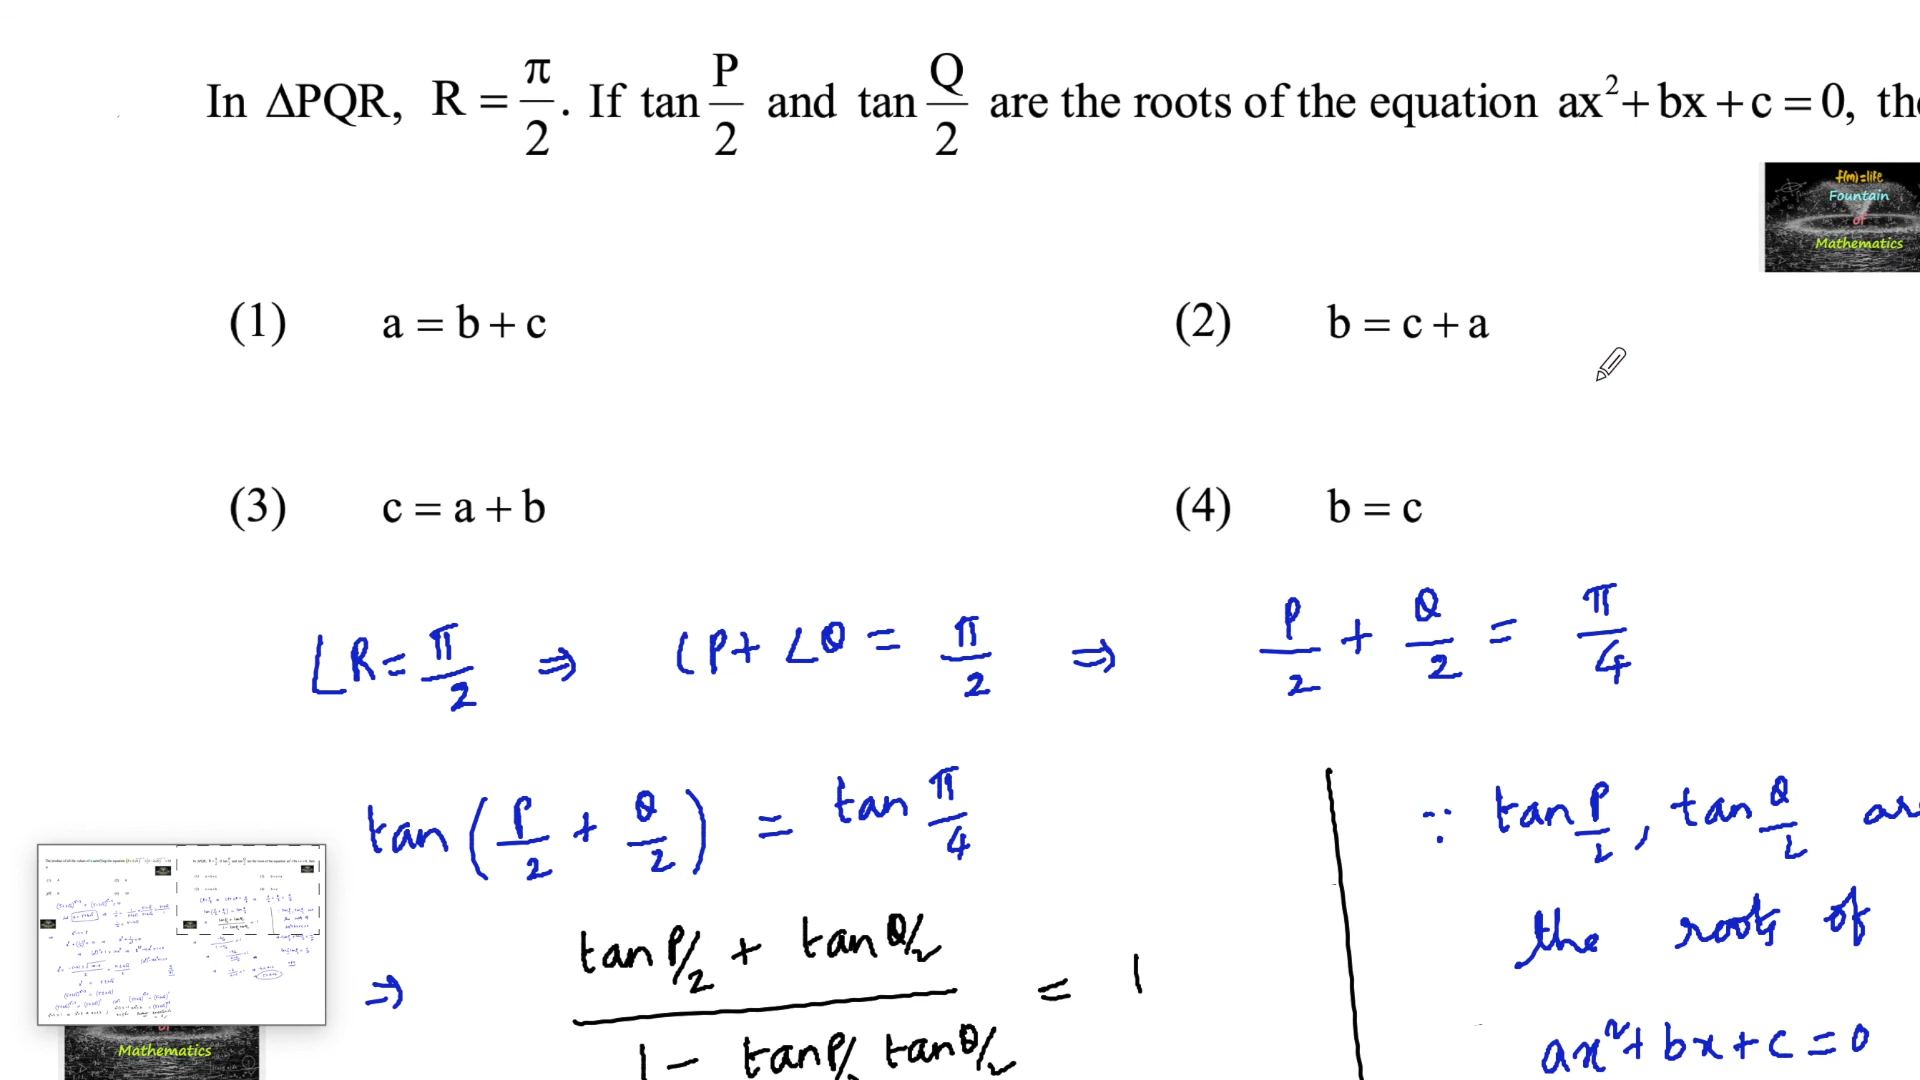 In ΔPQR, R = π/2. If tan P/2 and tan Q/2 are the roots of the equation ax²+ bx + c = 0,
f(m)=life
Fountain
of
Mathematics
(1) a = b + c
(2) b = c + a
(3) c = a + b
(4) b = c
∠R = π/2 ⇒ ∠P + ∠Q = π/2 ⇒ P/2 + Q/2 = π/4
tan (P/2 + Q/2) = tan π/4
∵ tan P/2, tan Q/2
the roots of
ax² + bx + c = 0
⇒ (tan P/2 + tan Q/2)/(1 - tan P/2 tan Q/2) = 1
of
Mathematics